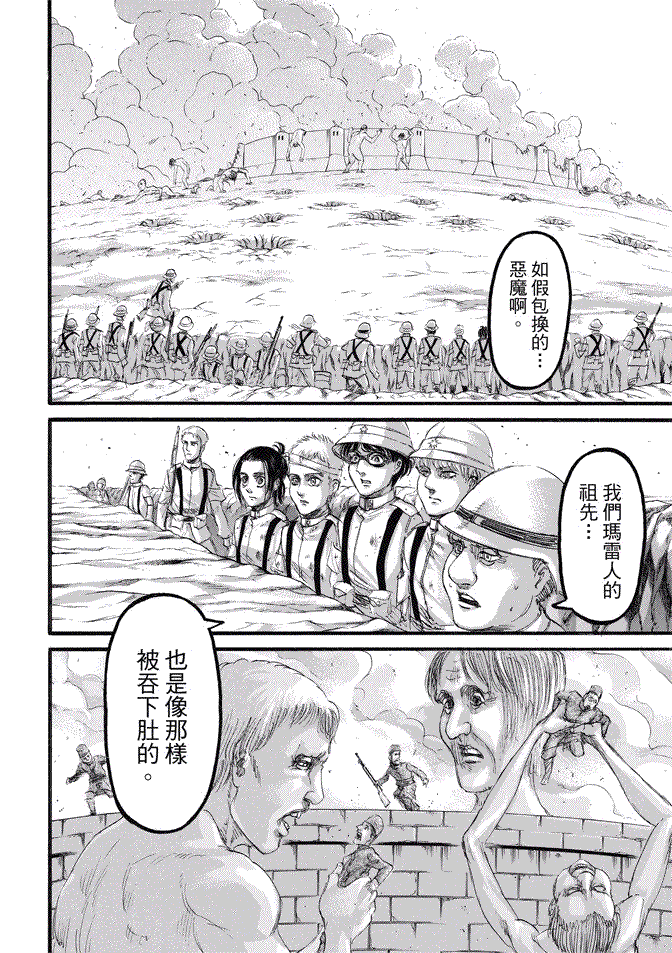 如假包換的…
惡魔啊。
我們瑪雷人的
祖先…
也是像那樣
被吞下肚的。